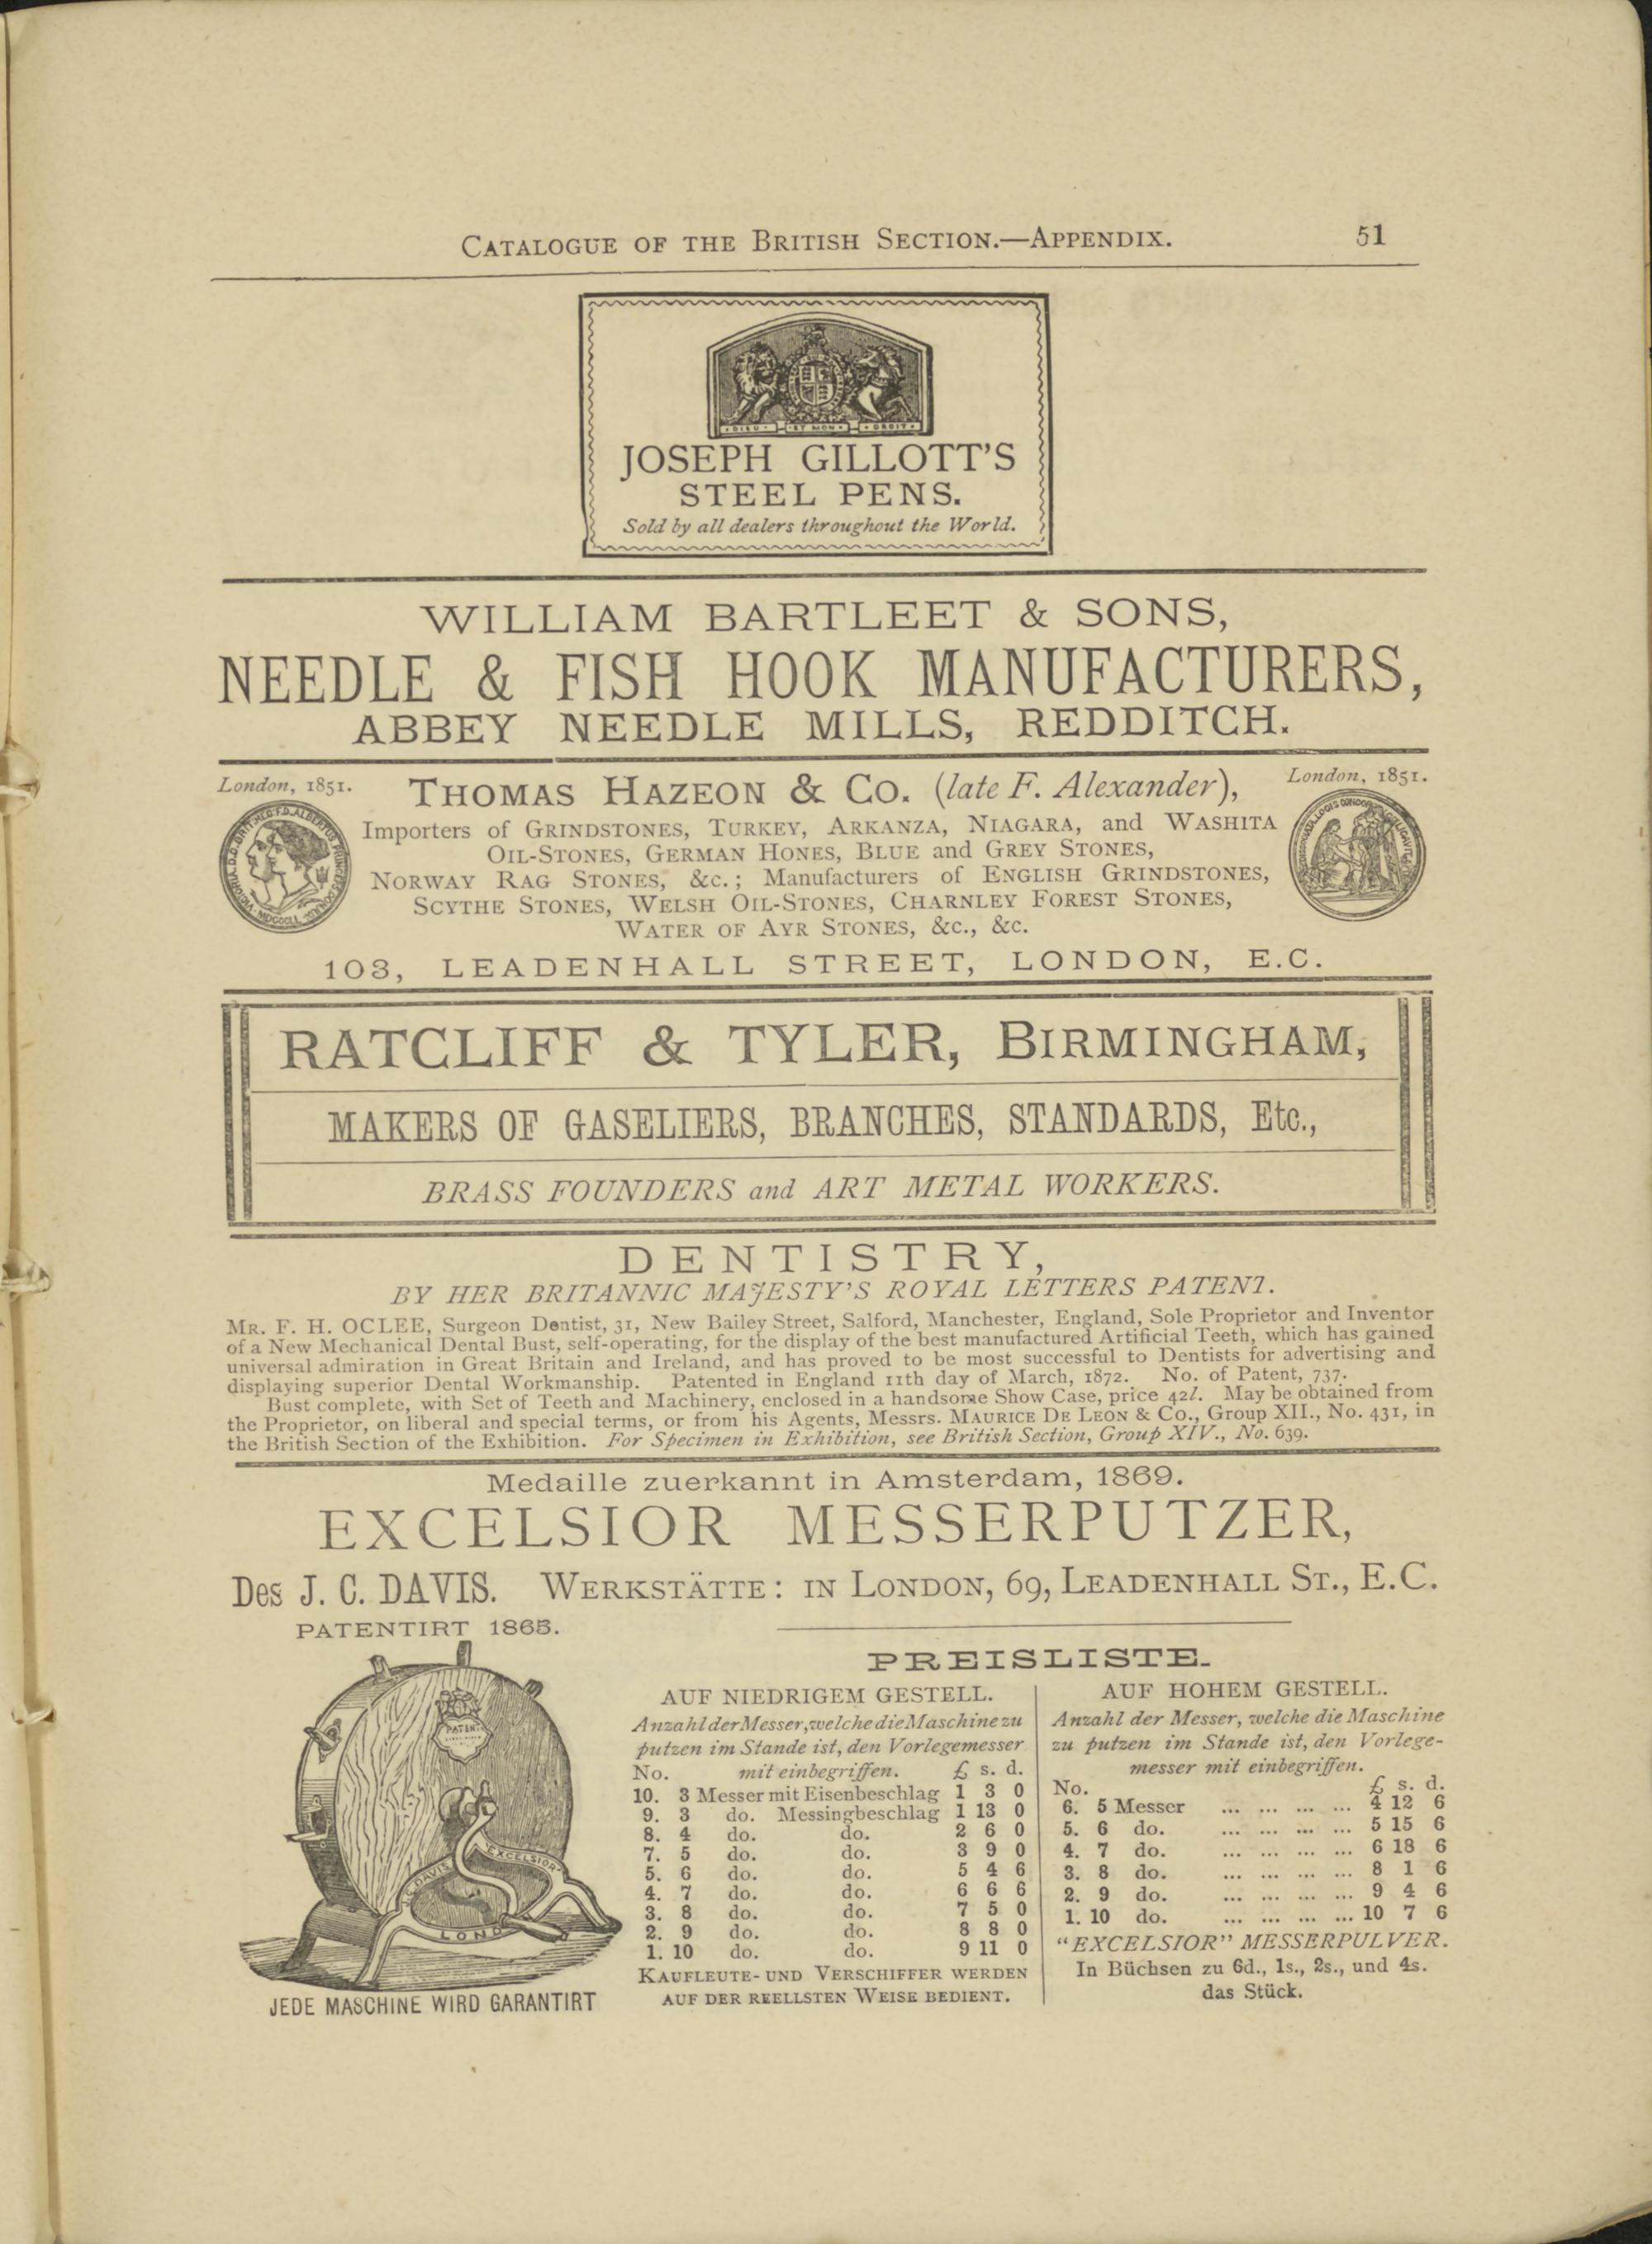 CATALOGUE OF THE BRITISH SECTION.—APPENDIX. 51
· DIEU · · ET MON · · DROIT ·
JOSEPH GILLOTT'S
STEEL PENS.
Sold by all dealers throughout the World.
WILLIAM BARTLEET & SONS,
NEEDLE & FISH HOOK MANUFACTURERS,
ABBEY NEEDLE MILLS, REDDITCH.
London, 1851. THOMAS HAZEON & CO. (late F. Alexander), London, 1851.
Importers of GRINDSTONES, TURKEY, ARKANZA, NIAGARA, and WASHITA
OIL-STONES, GERMAN HONES, BLUE and GREY STONES,
NORWAY RAG STONES, &c.; Manufacturers of ENGLISH GRINDSTONES,
SCYTHE STONES, WELSH OIL-STONES, CHARNLEY FOREST STONES,
WATER OF AYR STONES, &c., &c.
103, LEADENHALL STREET, LONDON, E.C.
RATCLIFF & TYLER, BIRMINGHAM,
MAKERS OF GASELIERS, BRANCHES, STANDARDS, Etc.,
BRASS FOUNDERS and ART METAL WORKERS.
DENTISTRY,
BY HER BRITANNIC MAJESTY'S ROYAL LETTERS PATENT.
MR. F. H. OCLEE, Surgeon Dentist, 31, New Bailey Street, Salford, Manchester, England, Sole Proprietor and Inventor
of a New Mechanical Dental Bust, self-operating, for the display of the best manufactured Artificial Teeth, which has gained
universal admiration in Great Britain and Ireland, and has proved to be most successful to Dentists for advertising and
displaying superior Dental Workmanship. Patented in England 11th day of March, 1872. No. of Patent, 737.
Bust complete, with Set of Teeth and Machinery, enclosed in a handsome Show Case, price 42l. May be obtained from
the Proprietor, on liberal and special terms, or from his Agents, Messrs. MAURICE DE LEON & CO., Group XII., No. 431, in
the British Section of the Exhibition. For Specimen in Exhibition, see British Section, Group XIV., No. 639.
Medaille zuerkannt in Amsterdam, 1869.
EXCELSIOR MESSERPUTZER,
Des J. C. DAVIS. WERKSTÄTTE: IN LONDON, 69, LEADENHALL ST., E.C.
PATENTIRT 1865.
PATENT
DAVIS EXCELSIOR
LOND
JEDE MASCHINE WIRD GARANTIRT
PREISLISTE.
AUF NIEDRIGEM GESTELL.
Anzahl der Messer, welche die Maschine zu
putzen im Stande ist, den Vorlegemesser
No. mit einbegriffen. £ s. d.
10. 3 Messer mit Eisenbeschlag 1 3 0
9. 3 do. Messingbeschlag 1 13 0
8. 4 do. do. 2 6 0
7. 5 do. do. 3 9 0
5. 6 do. do. 5 4 6
4. 7 do. do. 6 6 6
3. 8 do. do. 7 5 0
2. 9 do. do. 8 8 0
1. 10 do. do. 9 11 0
KAUFLEUTE- UND VERSCHIFFER WERDEN
AUF DER REELLSTEN WEISE BEDIENT.
AUF HOHEM GESTELL.
Anzahl der Messer, welche die Maschine
zu putzen im Stande ist, den Vorlege-
messer mit einbegriffen.
No. £ s. d.
6. 5 Messer ... ... ... ... 4 12 6
5. 6 do. ... ... ... ... 5 15 6
4. 7 do. ... ... ... ... 6 18 6
3. 8 do. ... ... ... ... 8 1 6
2. 9 do. ... ... ... ... 9 4 6
1. 10 do. ... ... ... ... 10 7 6
"EXCELSIOR" MESSERPULVER.
In Büchsen zu 6d., 1s., 2s., und 4s.
das Stück.